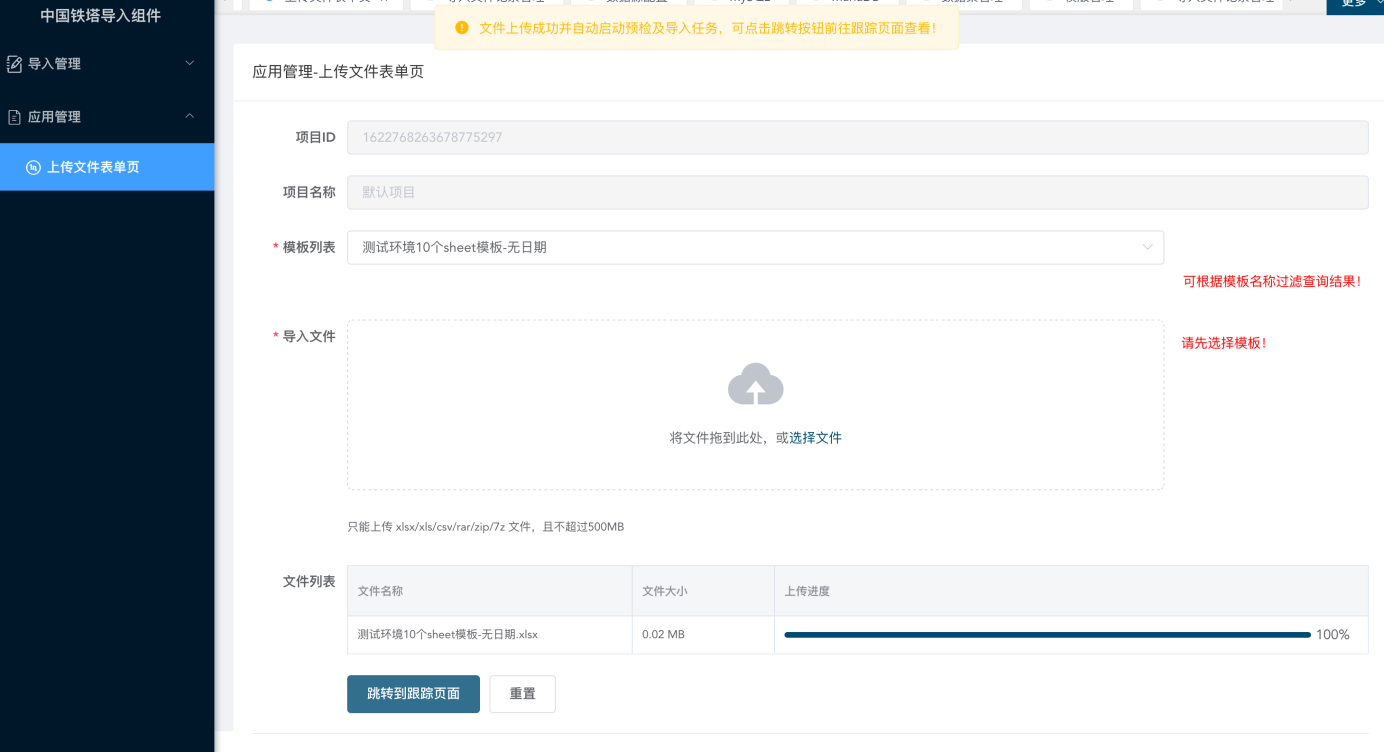 中国铁塔导入组件
导入管理
应用管理
上传文件表单页
更多
文件上传成功并自动启动预检及导入任务，可点击跳转按钮前往跟踪页面查看！
应用管理-上传文件表单页
项目ID
1622768263678775297
项目名称
默认项目
* 模板列表
测试环境10个sheet模板-无日期
可根据模板名称过滤查询结果！
* 导入文件
请先选择模板！
将文件拖到此处，或选择文件
只能上传 xlsx/xls/csv/rar/zip/7z 文件，且不超过500MB
文件列表
文件名称 文件大小 上传进度
测试环境10个sheet模板-无日期.xlsx 0.02 MB 100%
跳转到跟踪页面 重置